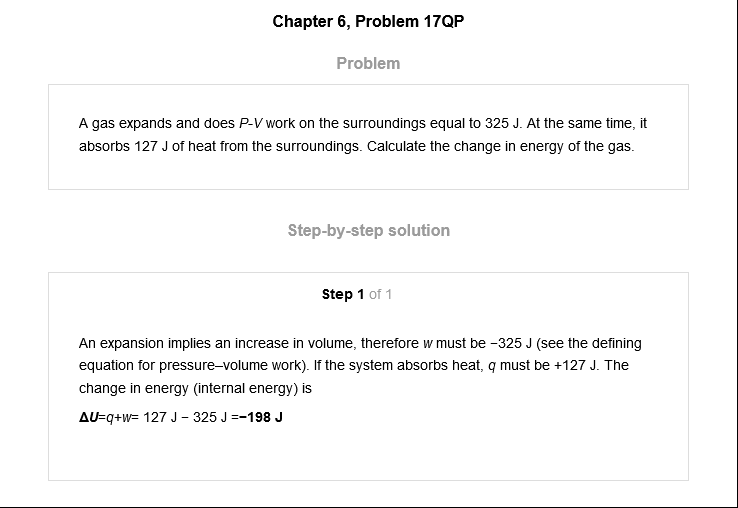 Chapter 6, Problem 17QP
Problem
A gas expands and does P-V work on the surroundings equal to 325 J. At the same time, it
absorbs 127 J of heat from the surroundings. Calculate the change in energy of the gas.
Step-by-step solution
Step 1 of 1
An expansion implies an increase in volume, therefore w must be −325 J (see the defining
equation for pressure–volume work). If the system absorbs heat, q must be +127 J. The
change in energy (internal energy) is
ΔU=q+w= 127 J − 325 J =−198 J